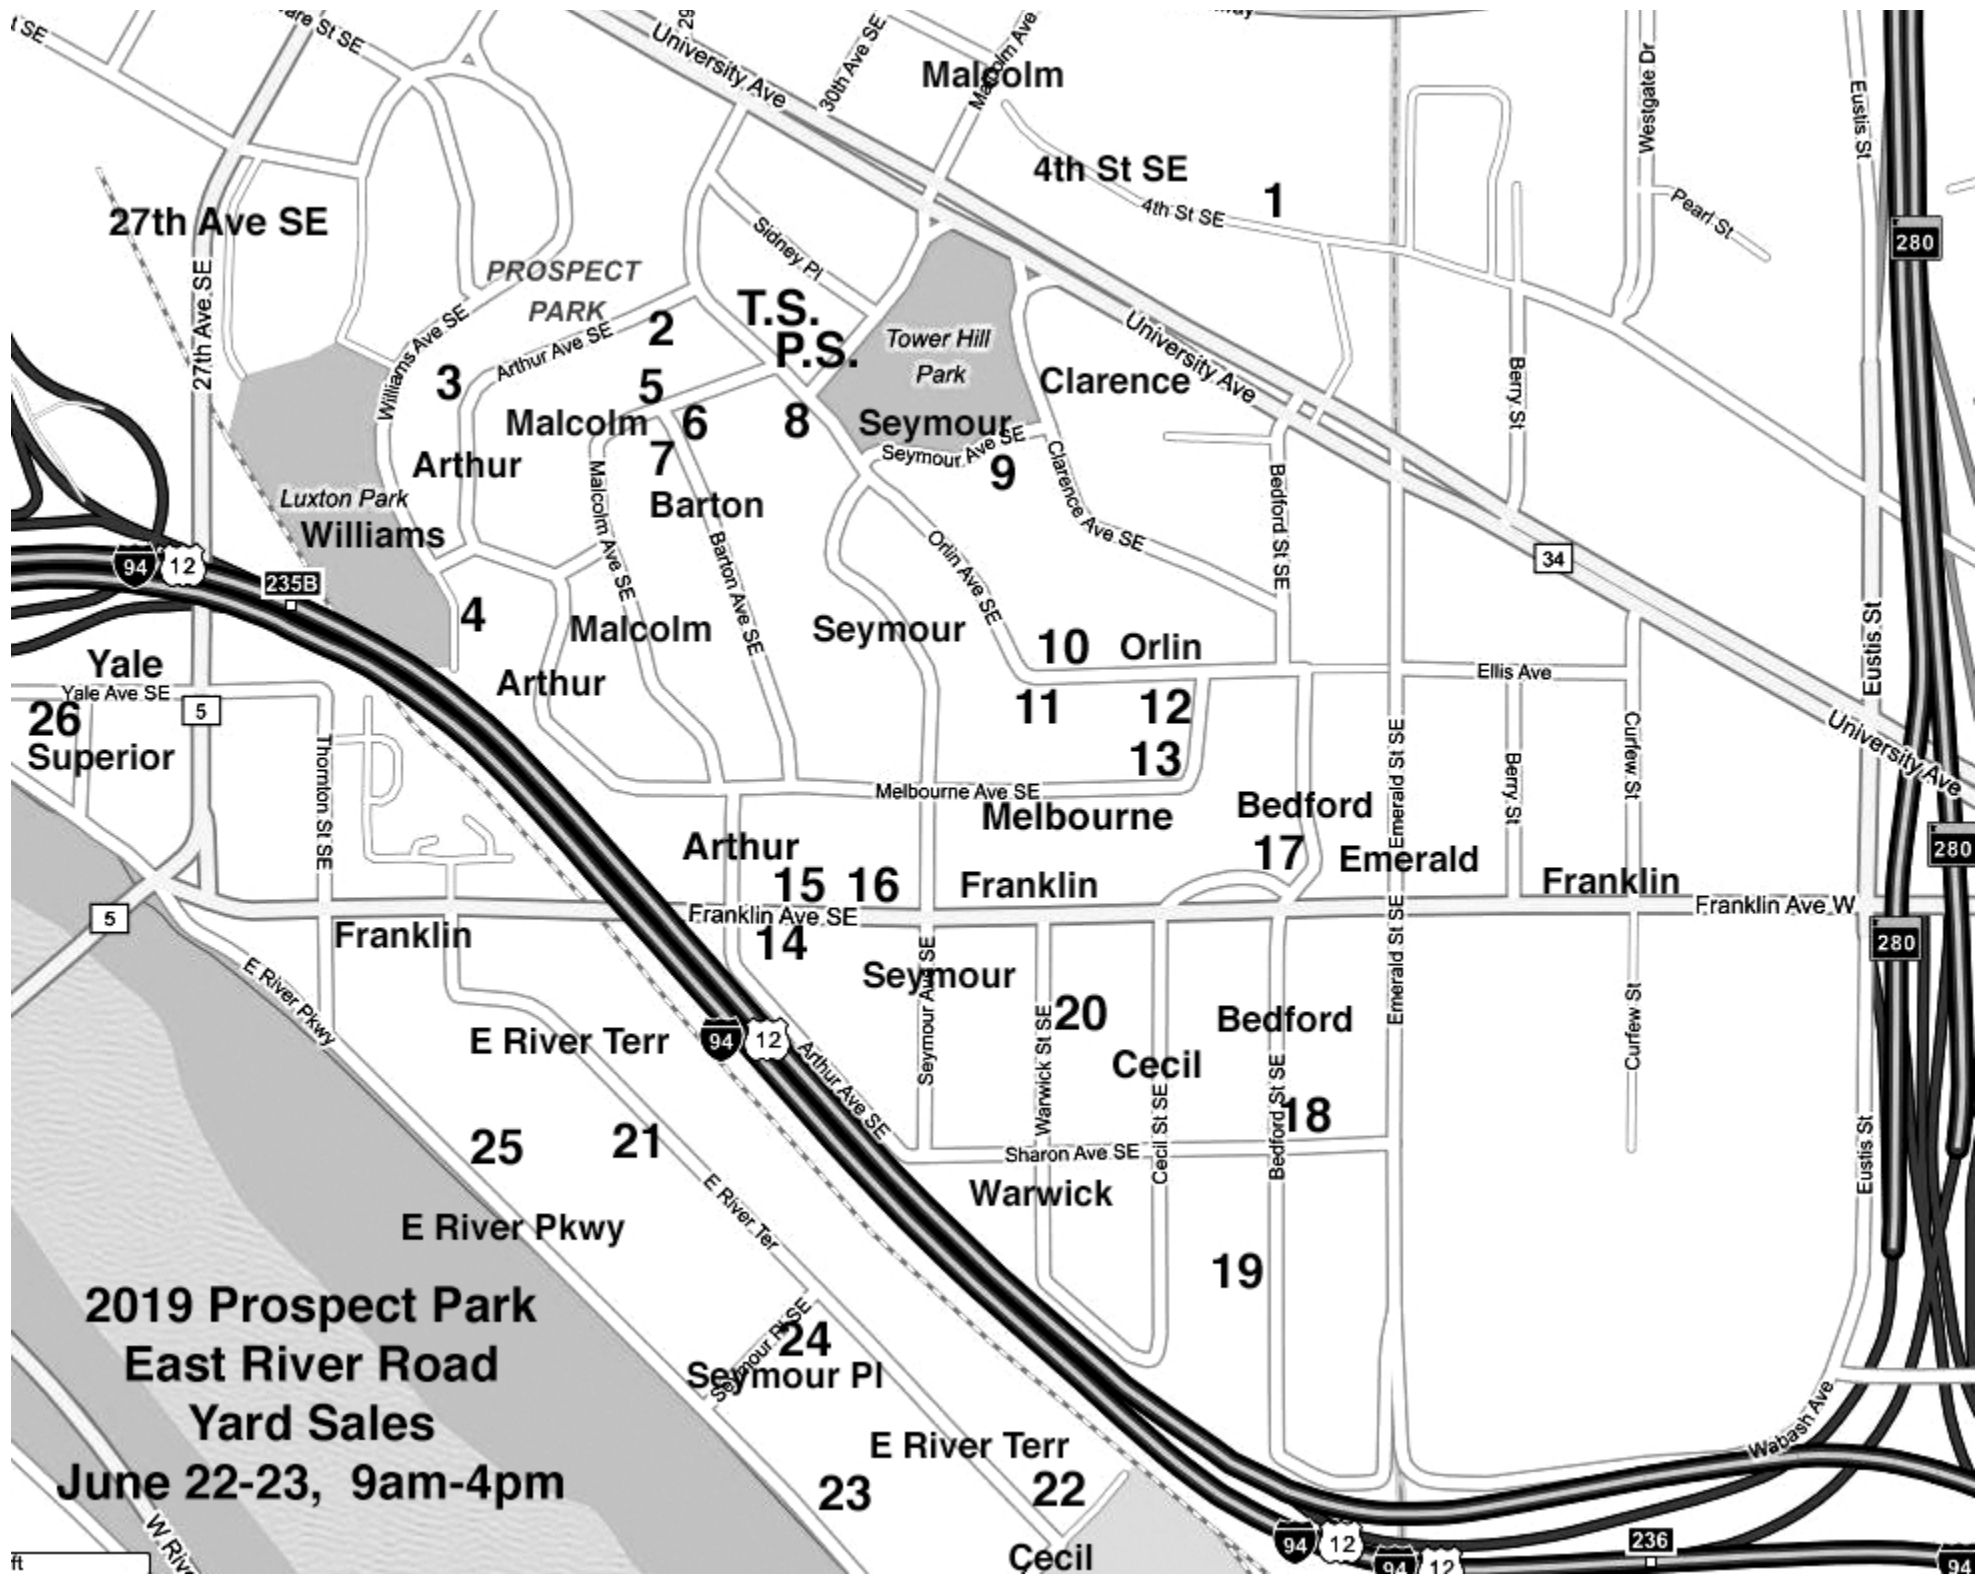 t SE
are St SE
29
University Ave
30th Ave SE
Malcolm Ave
Malcolm
Westgate Dr
Eustis St
4th St SE
4th St SE
1
Pearl St
280
27th Ave SE
27th Ave SE
Sidney Pl
PROSPECT
PARK
T.S.
P.S.
Tower Hill
Park
University Ave
Williams Ave SE
Arthur Ave SE
2
3
5
Clarence
Berry St
Malcolm
6
8
Seymour
Seymour Ave SE
7
9
Arthur
Luxton Park
Barton
Williams
Malcolm Ave SE
Barton Ave SE
Orlin Ave SE
Clarence Ave SE
Bedford St SE
34
94
12
235B
4
Malcolm
Seymour
10
Orlin
Eustis St
Yale
Yale Ave SE
Arthur
Ellis Ave
26
5
11
12
Superior
13
Thornton St SE
Emerald St SE
Berry St
Curfew St
University Ave
Melbourne Ave SE
Melbourne
Bedford
Arthur
17
Emerald
280
15
16
Franklin
Franklin
5
Franklin Ave SE
Franklin Ave W
Franklin
14
280
E River Pkwy
Seymour
Seymour Ave SE
Emerald St SE
20
Bedford
Curfew St
E River Terr
94
12
Arthur Ave SE
Warwick St SE
Cecil
Cecil St SE
Bedford St SE
18
25
21
Sharon Ave SE
Eustis St
E River Ter
Warwick
E River Pkwy
19
2019 Prospect Park
East River Road
Yard Sales
June 22-23, 9am-4pm
Seymour Pl SE
24
Seymour Pl
Wabash Ave
E River Terr
23
22
W Rive
94
12
236
Cecil
94
12
94
ft